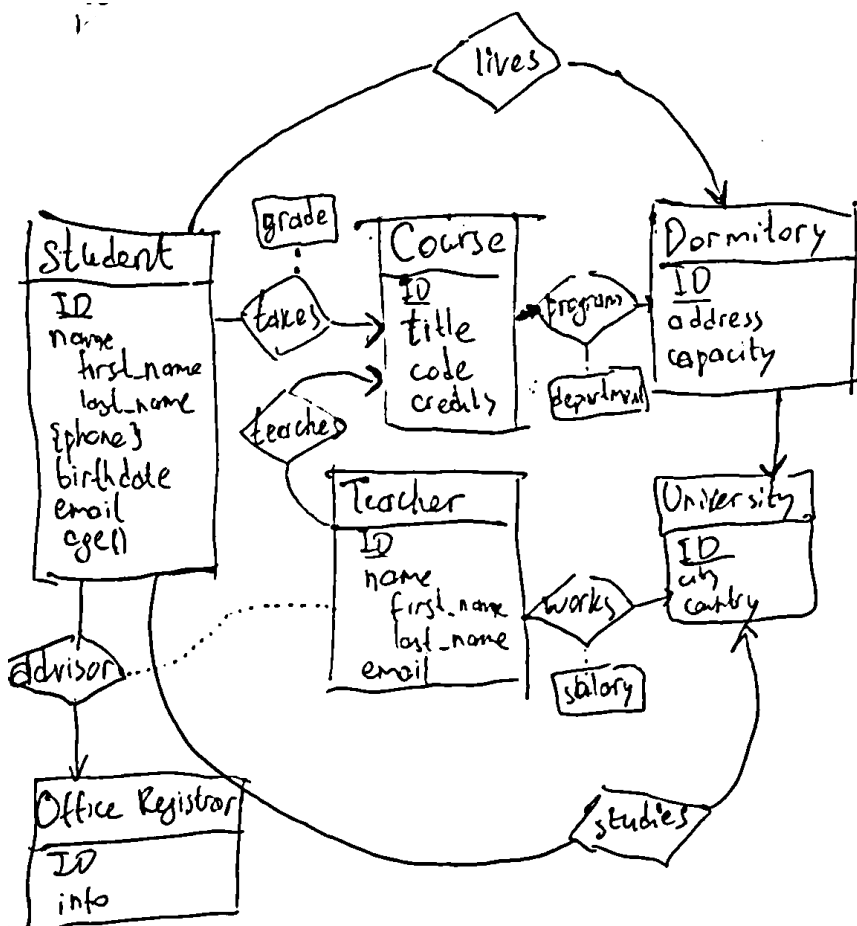 lives
grade
Student
ID
name
first_name
last_name
{phone}
birthdate
email
age()
takes
Course
ID
title
code
credits
program
department
Dormitory
ID
address
capacity
teaches
Teacher
ID
name
first_name
last_name
email
works
salary
University
ID
city
country
advisor
Office Registrar
ID
info
studies